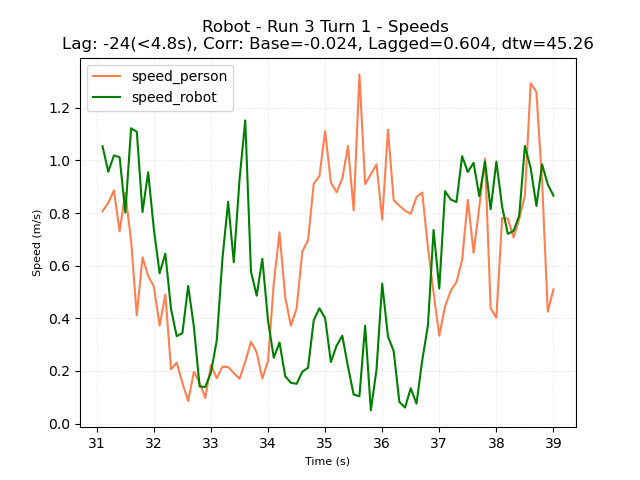 Robot - Run 3 Turn 1 - Speeds
Lag: -24(<4.8s), Corr: Base=-0.024, Lagged=0.604, dtw=45.26
speed_person
speed_robot
1.2
1.0
0.8
0.6
0.4
0.2
0.0
Speed (m/s)
31 32 33 34 35 36 37 38 39
Time (s)